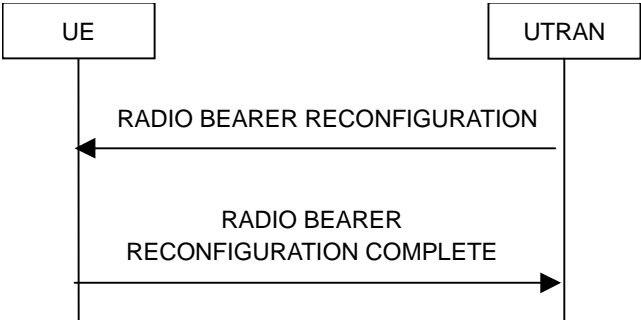 UE
UTRAN
RADIO BEARER RECONFIGURATION
RADIO BEARER
RECONFIGURATION COMPLETE